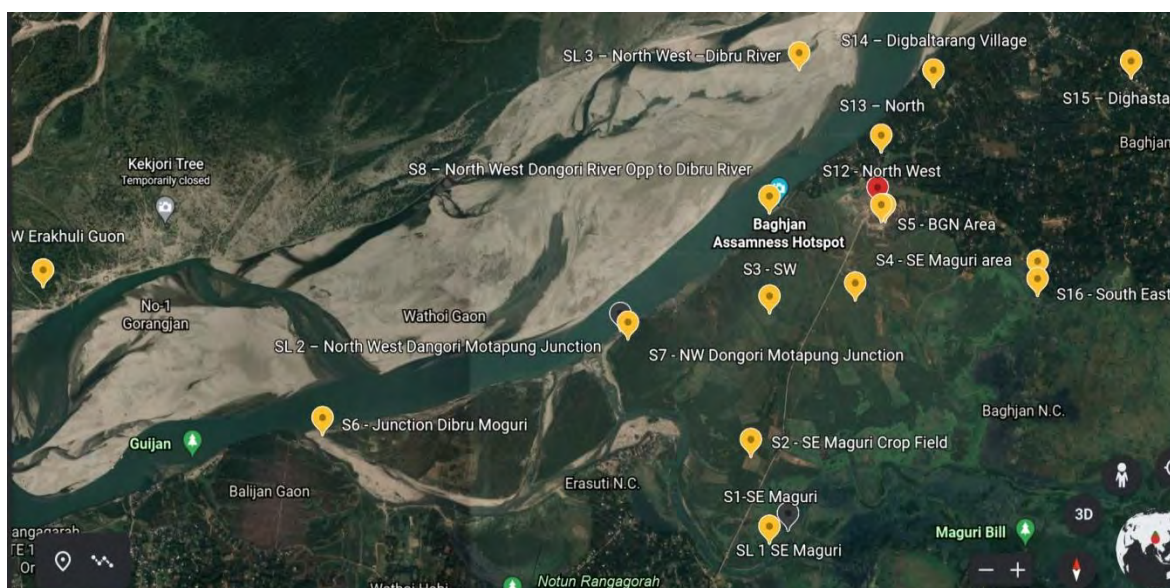 S14 – Digbaltarang Village
SL 3 – North West –Dibru River
S15 – Dighasta
S13 – North
Baghjan
Kekjori Tree
Temporarily closed
S8 – North West Dongori River Opp to Dibru River
S12 - North West
Baghjan
Assamness Hotspot
S5 - BGN Area
W Erakhuli Guon
S3 - SW
S4 – SE Maguri area
S16 - South East
No-1
Gorangjan
Wathoi Gaon
SL 2 – North West Dangori Motapung Junction
S7 - NW Dongori Motapung Junction
Baghjan N.C.
S6 - Junction Dibru Moguri
Guijan
S2 - SE Maguri Crop Field
Balijan Gaon
Erasuti N.C.
S1-SE Maguri
3D
Maguri Bill
angagarah
SL 1 SE Maguri
TE 1
Or
Notun Rangagorah